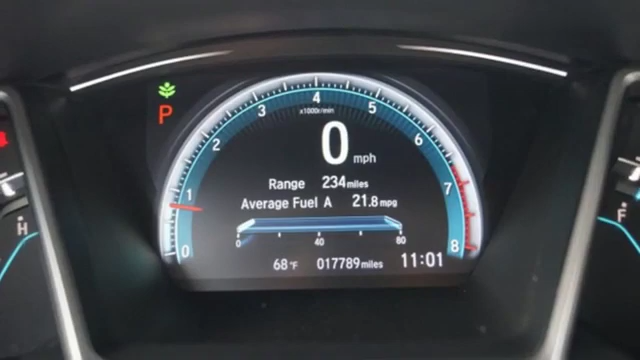 P
0 1 2 3 4 5 6 7 8
x1000r/min
0 mph
Range 234 miles
Average Fuel A 21.8 mpg
0 40 80
68 °F 017789 miles 11:01
H
F